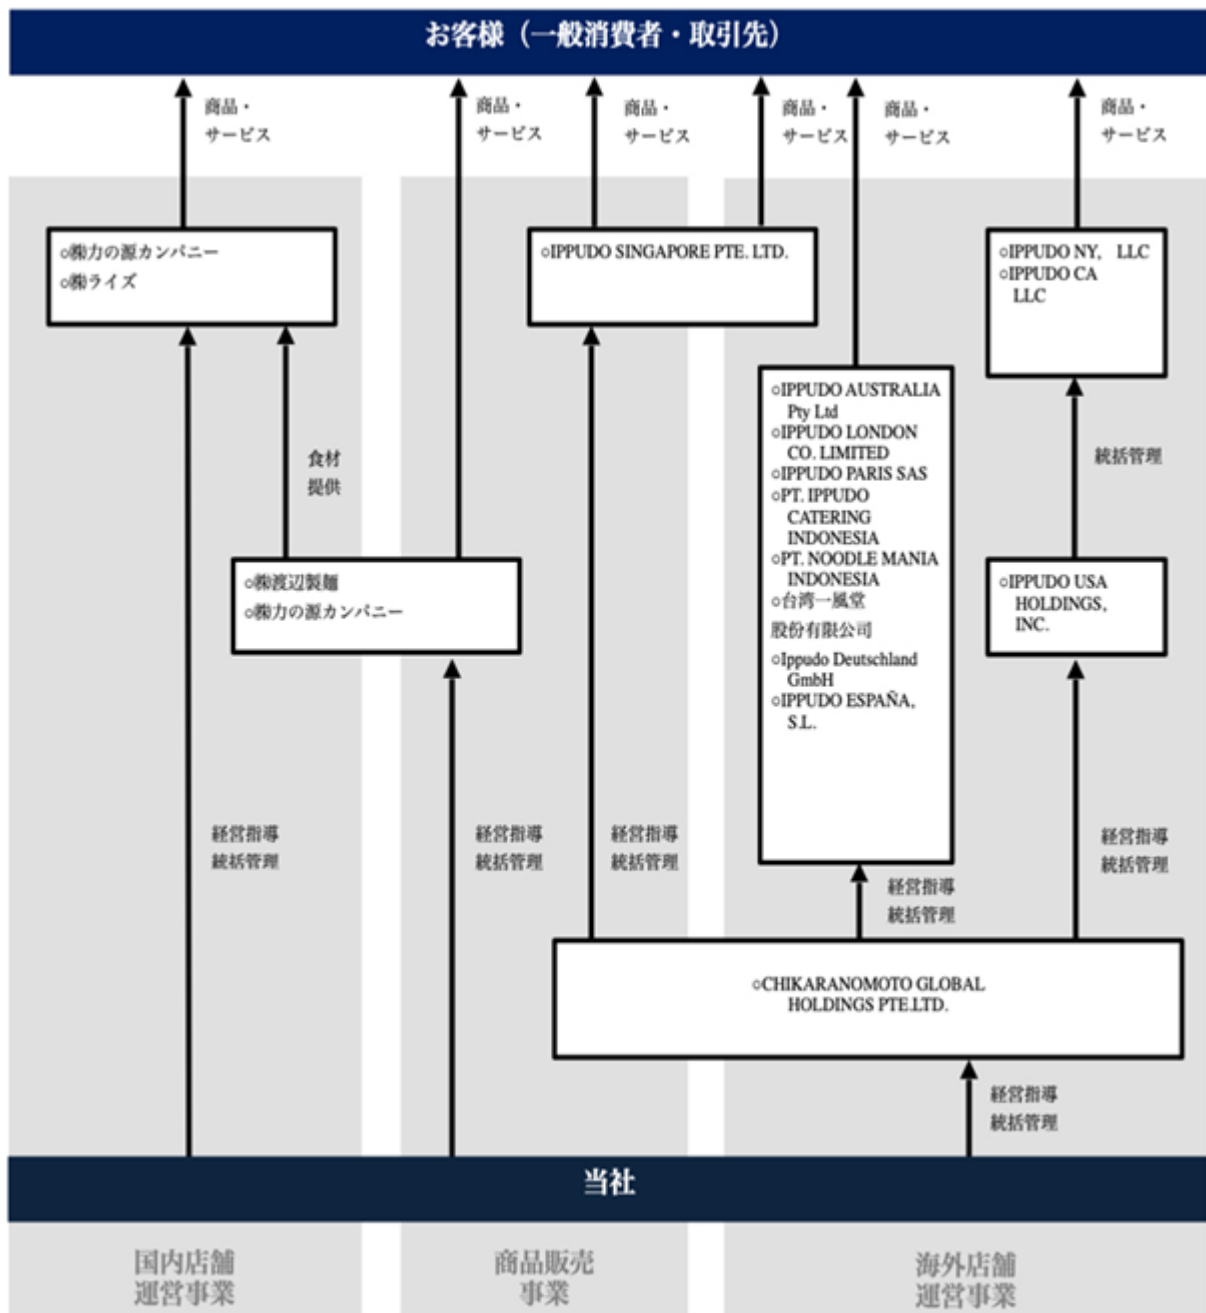 お客様（一般消費者・取引先）
商品・
サービス
商品・
サービス
商品・
サービス
商品・
サービス
商品・
サービス
商品・
サービス
○㈱力の源カンパニー
○㈱ライズ
○IPPUDO SINGAPORE PTE. LTD.
○IPPUDO NY, LLC
○IPPUDO CA
LLC
○IPPUDO AUSTRALIA
Pty Ltd
○IPPUDO LONDON
CO. LIMITED
○IPPUDO PARIS SAS
○PT. IPPUDO
CATERING
INDONESIA
○PT. NOODLE MANIA
INDONESIA
○台湾一風堂
股份有限公司
○Ippudo Deutschland
GmbH
○IPPUDO ESPAÑA,
S.L.
食材
提供
統括管理
○㈱渡辺製麺
○㈱力の源カンパニー
○IPPUDO USA
HOLDINGS,
INC.
経営指導
統括管理
経営指導
統括管理
経営指導
統括管理
経営指導
統括管理
経営指導
統括管理
○CHIKARANOMOTO GLOBAL
HOLDINGS PTE.LTD.
経営指導
統括管理
当社
国内店舗
運営事業
商品販売
事業
海外店舗
運営事業